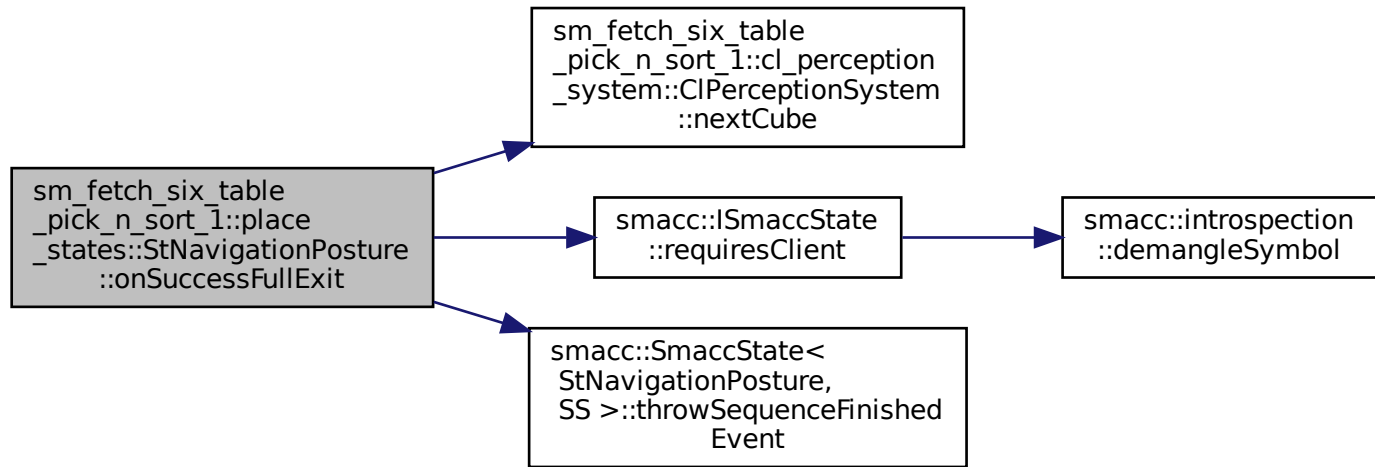 sm_fetch_six_table
_pick_n_sort_1::place
_states::StNavigationPosture
::onSuccessFullExit
sm_fetch_six_table
_pick_n_sort_1::cl_perception
_system::ClPerceptionSystem
::nextCube
smacc::ISmaccState
::requiresClient
smacc::introspection
::demangleSymbol
smacc::SmaccState<
StNavigationPosture,
SS >::throwSequenceFinished
Event